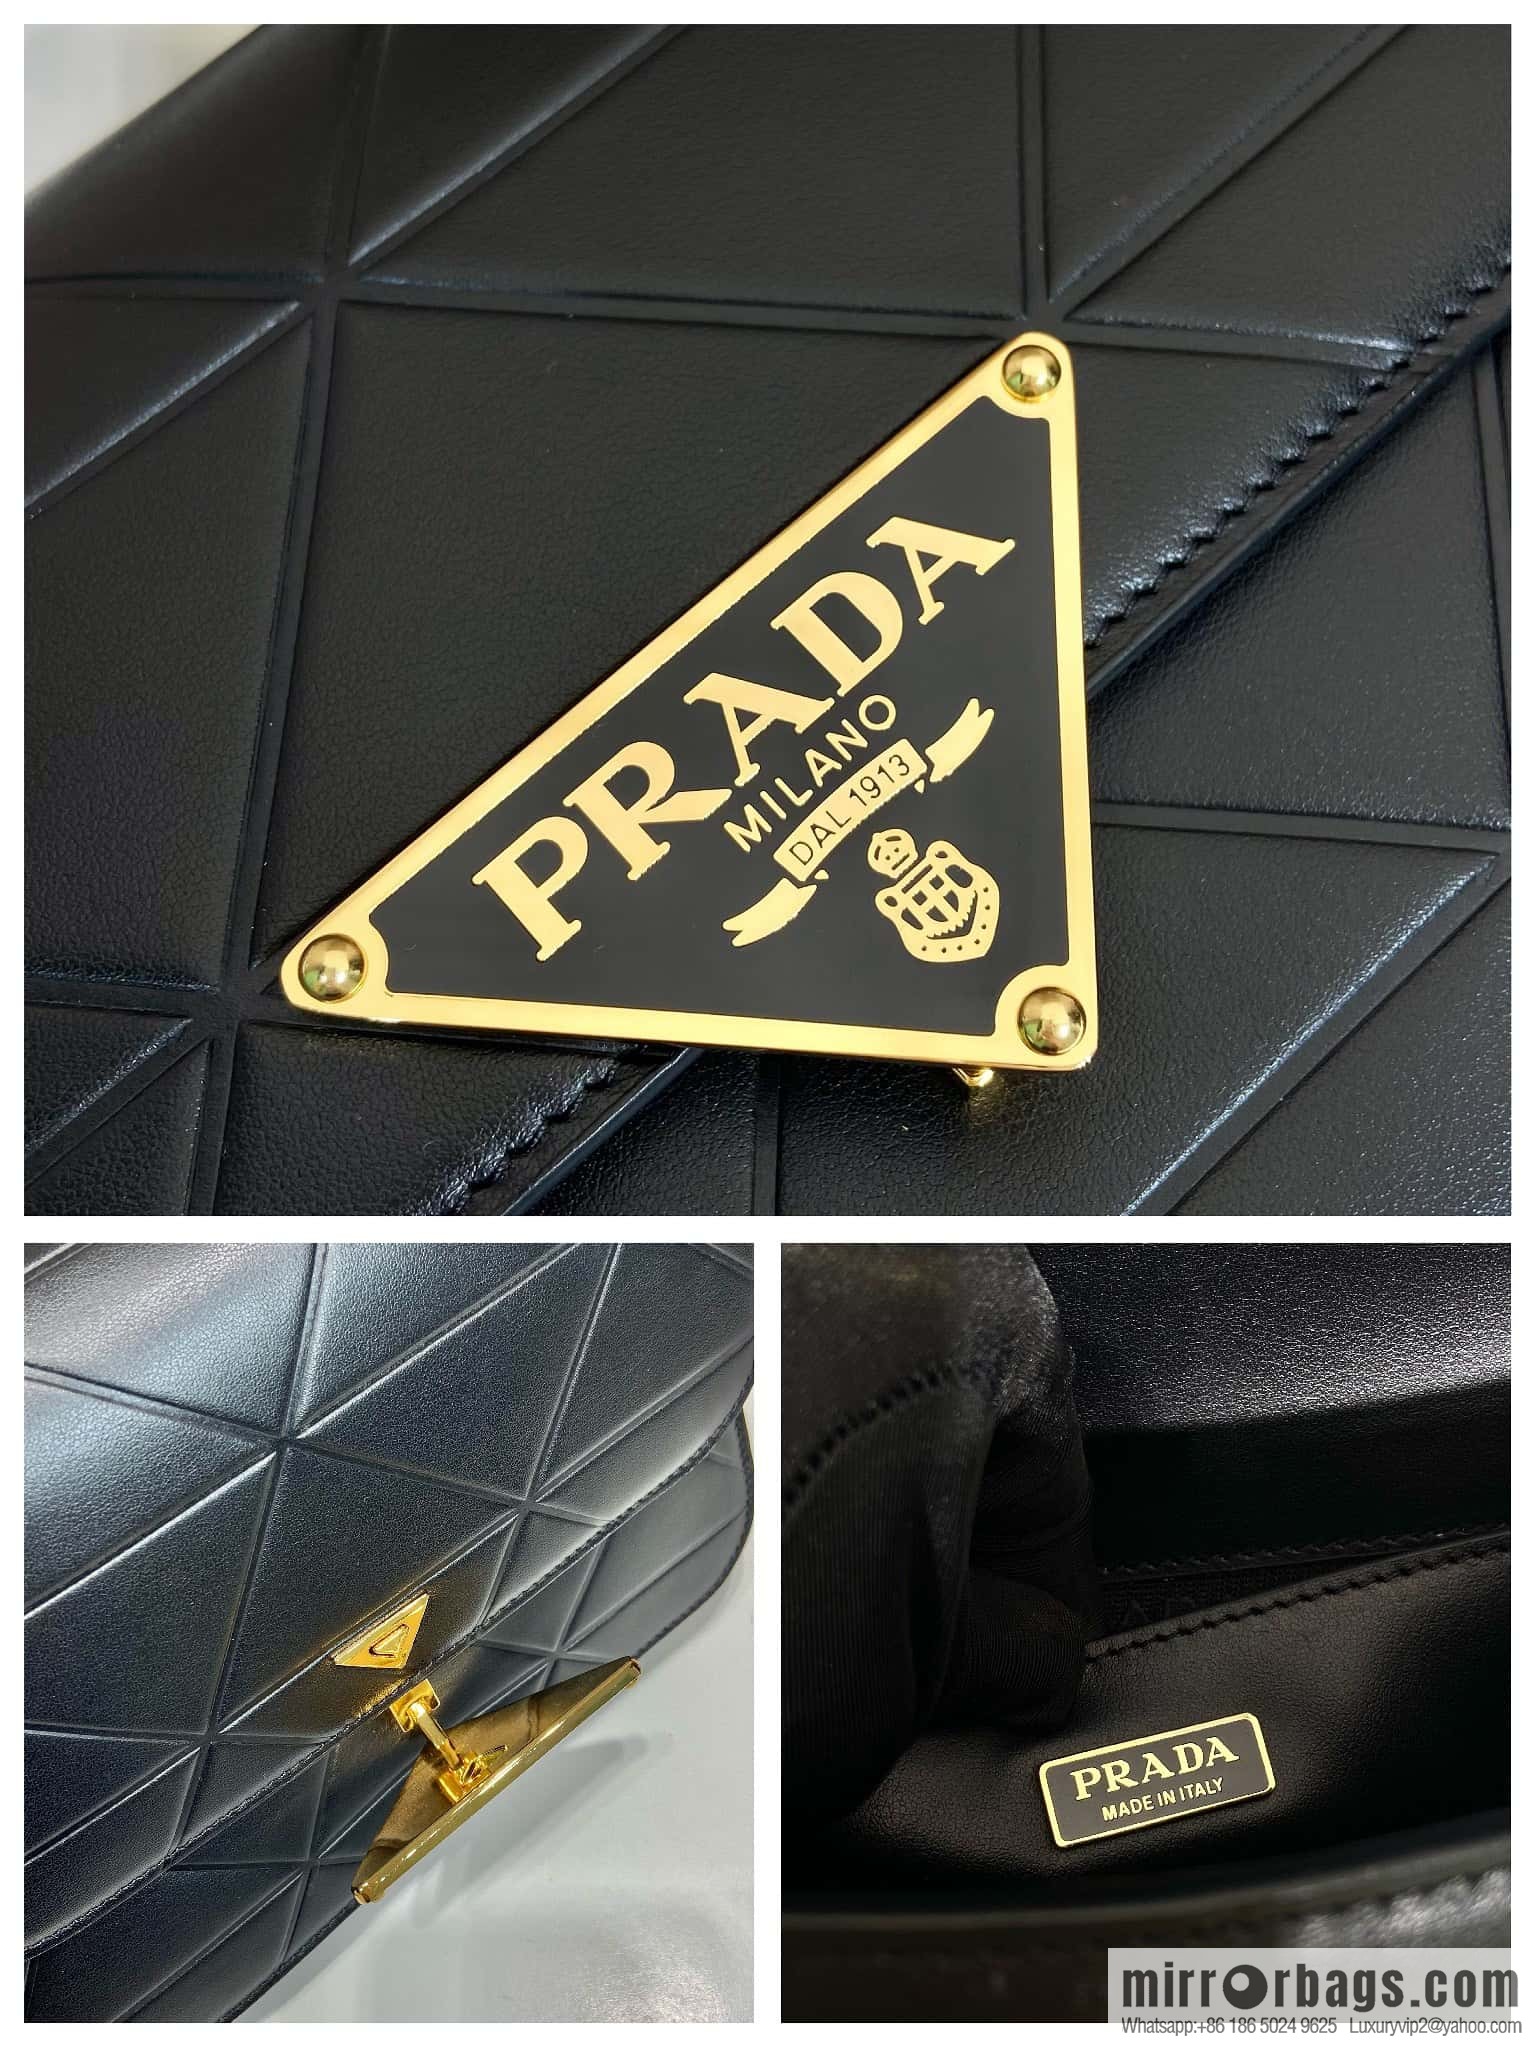 PRADA
MILANO
DAL 1913
PRADA
MADE IN ITALY
mirrorbags.com
Whatsapp:+86 186 5024 9625 Luxuryvip2@yahoo.com